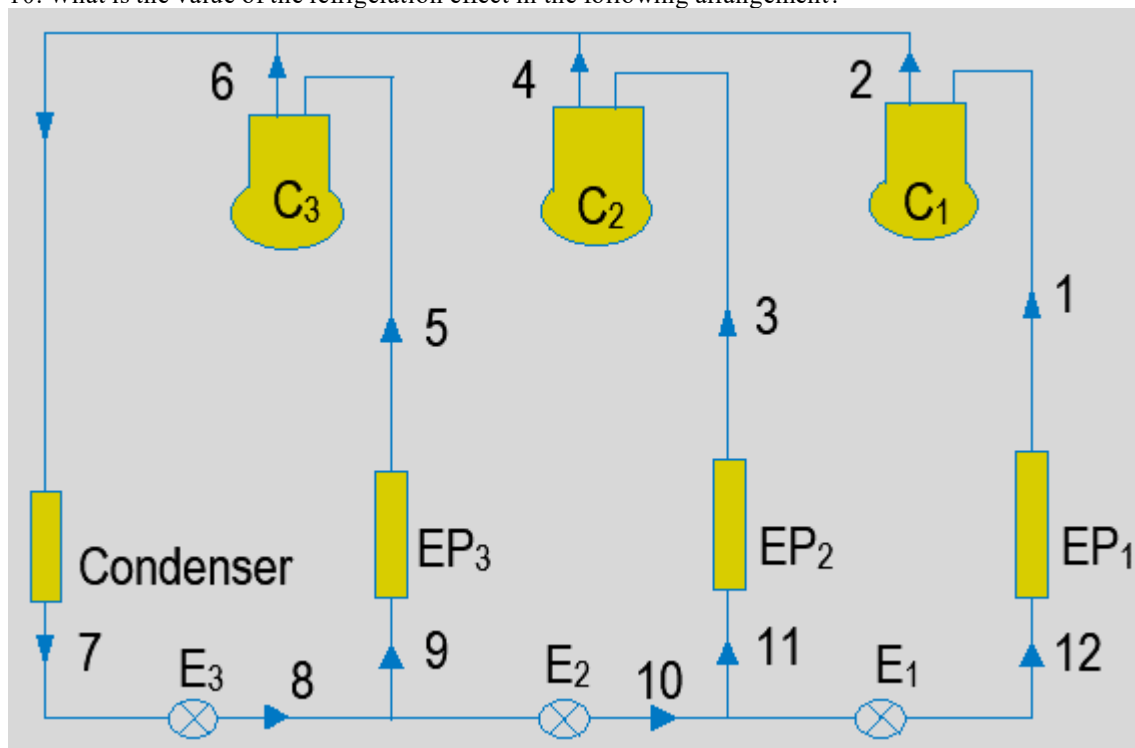 10. What is the value of the refrigeration effect in the following arrangement?
6
4
2
C3
C2
C1
5
3
1
Condenser
EP3
EP2
EP1
7
E3
8
9
E2
10
11
E1
12